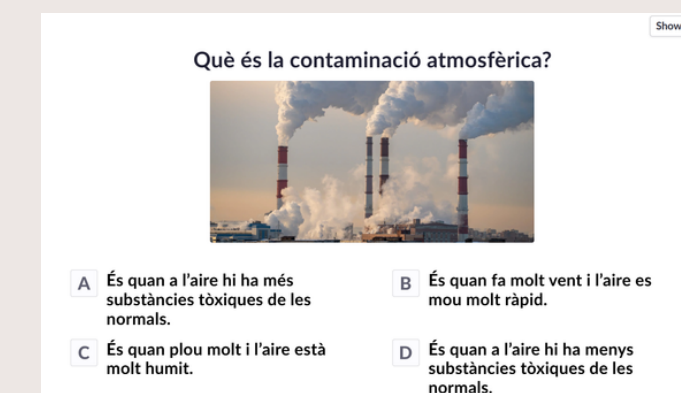 Show
Què és la contaminació atmosfèrica?
A És quan a l'aire hi ha més
substàncies tòxiques de les
normals.
B És quan fa molt vent i l'aire es
mou molt ràpid.
C És quan plou molt i l'aire està
molt humit.
D És quan a l'aire hi ha menys
substàncies tòxiques de les
normals.